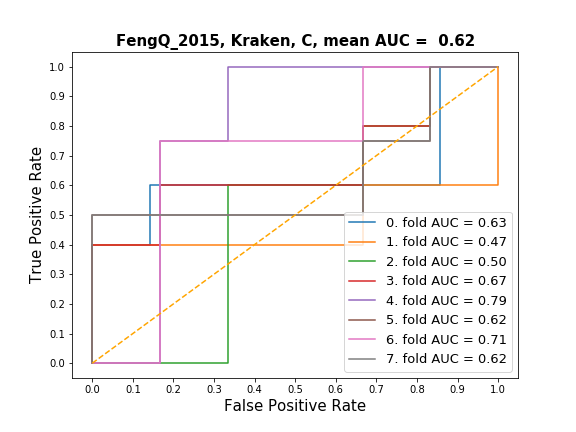 FengQ_2015, Kraken, C, mean AUC =  0.62
True Positive Rate
1.0
0.9
0.8
0.7
0.6
0.5
0.4
0.3
0.2
0.1
0.0
0. fold AUC = 0.63
1. fold AUC = 0.47
2. fold AUC = 0.50
3. fold AUC = 0.67
4. fold AUC = 0.79
5. fold AUC = 0.62
6. fold AUC = 0.71
7. fold AUC = 0.62
0.0 0.1 0.2 0.3 0.4 0.5 0.6 0.7 0.8 0.9 1.0
False Positive Rate